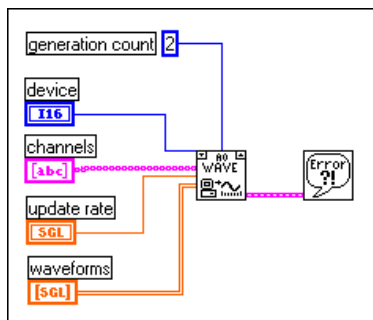 generation count 2
device
I16
channels
[abc]
AO
WAVE
Error
?!
update rate
SGL
waveforms
[SGL]